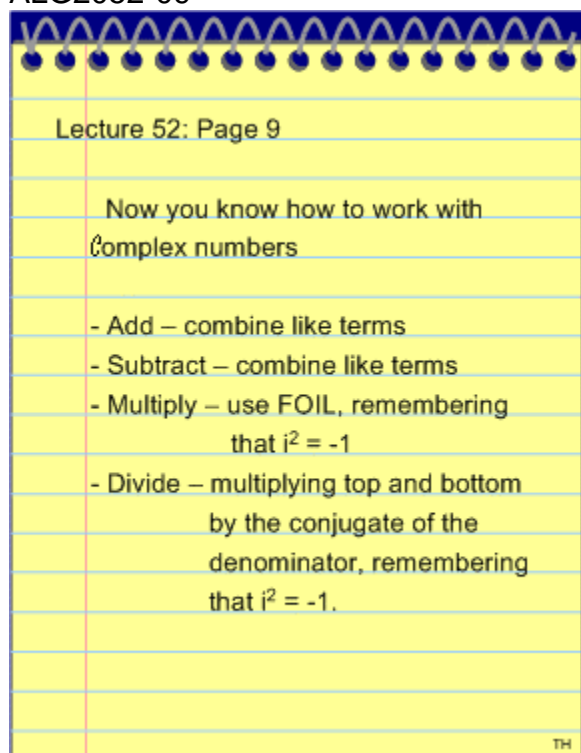 Lecture 52: Page 9
Now you know how to work with
Complex numbers
- Add – combine like terms
- Subtract – combine like terms
- Multiply – use FOIL, remembering
that i² = -1
- Divide – multiplying top and bottom
by the conjugate of the
denominator, remembering
that i² = -1.
TH